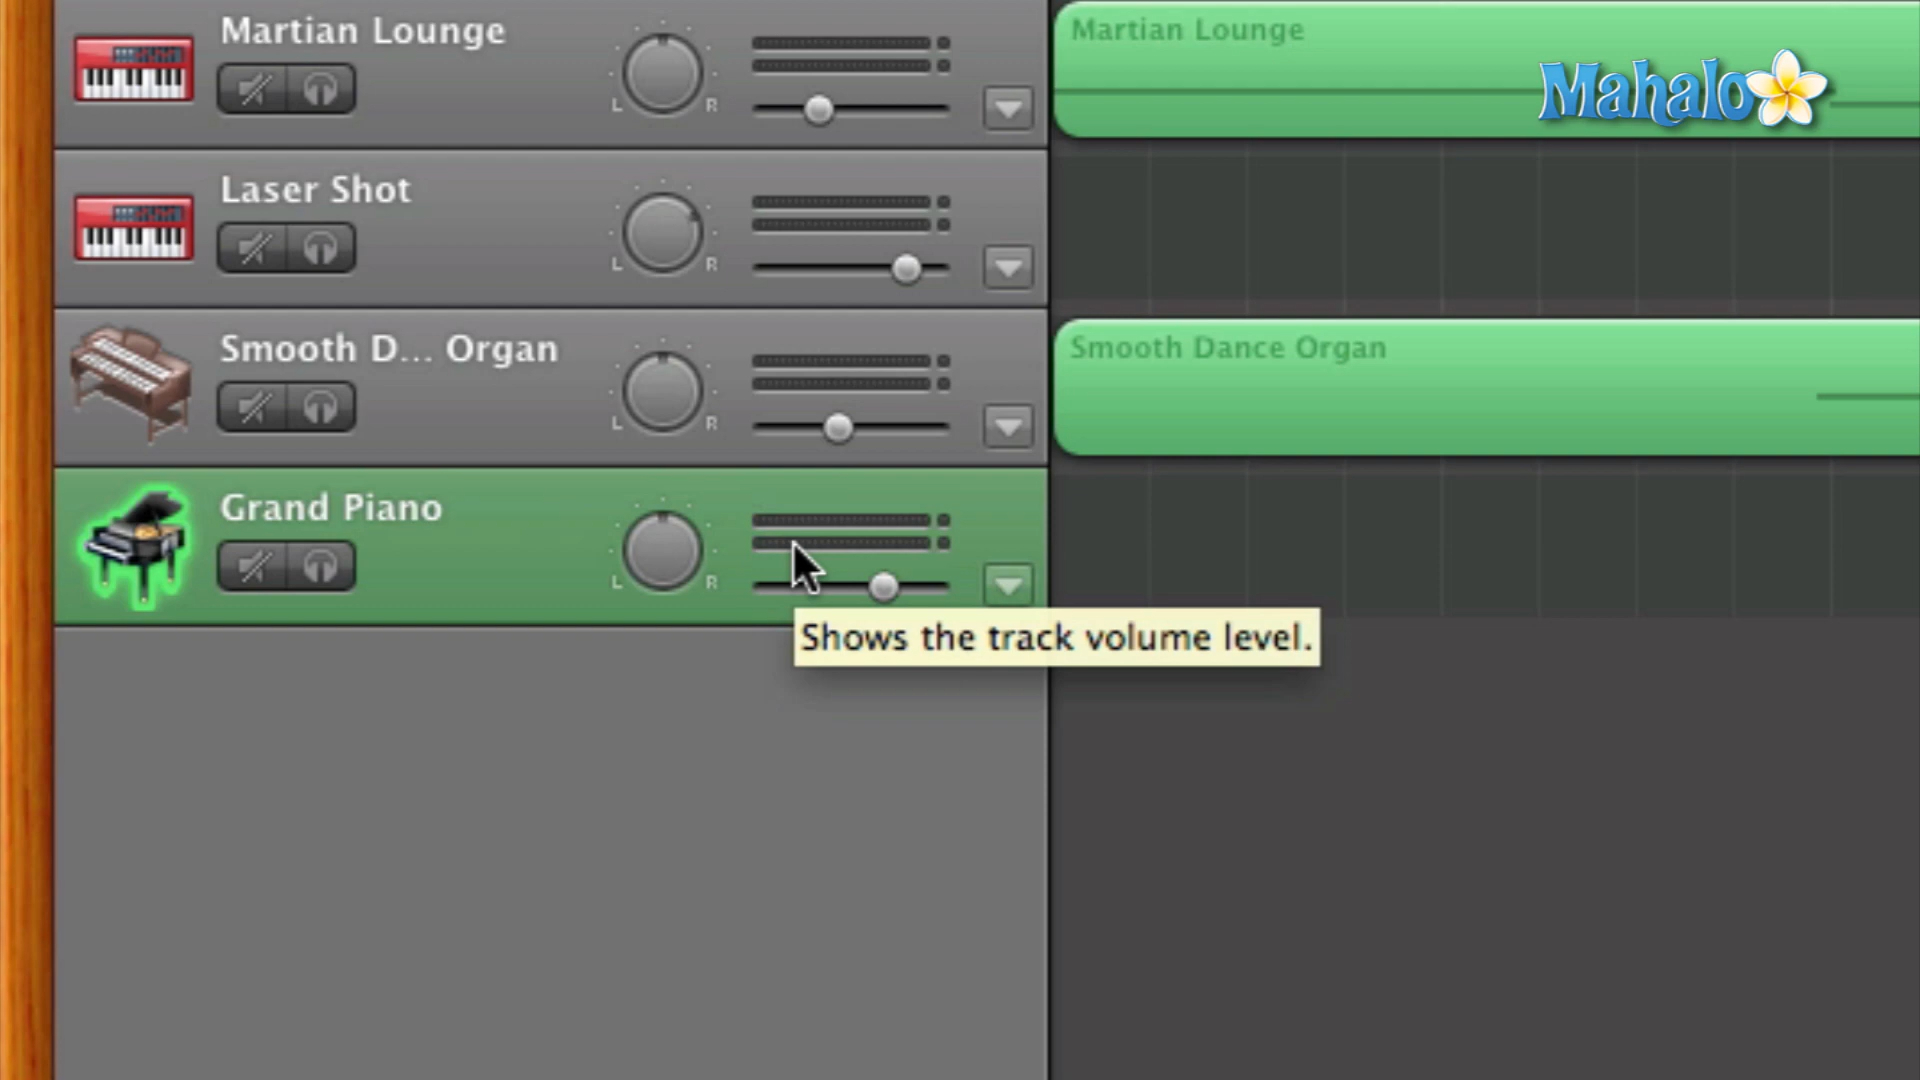 Martian Lounge
L R
Martian Lounge
Mahalo
Laser Shot
L R
Smooth D... Organ
L R
Smooth Dance Organ
Grand Piano
L R
Shows the track volume level.